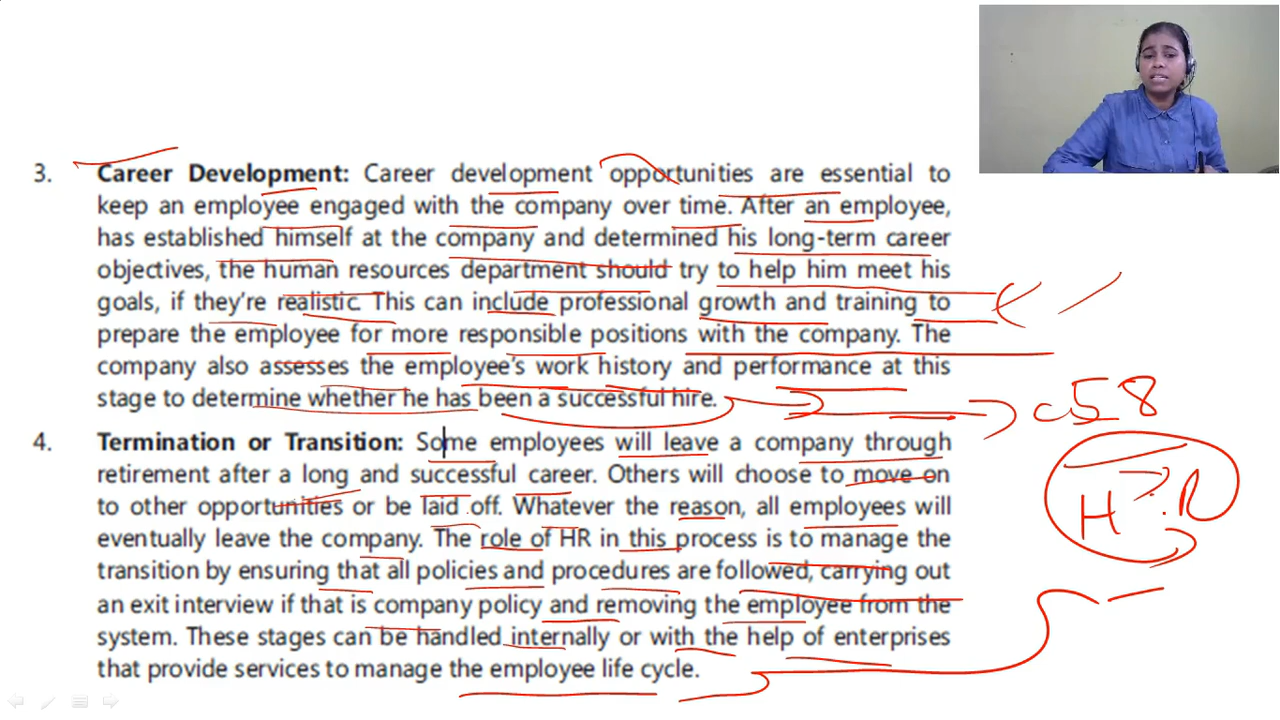 3. Career Development: Career development opportunities are essential to
keep an employee engaged with the company over time. After an employee,
has established himself at the company and determined his long-term career
objectives, the human resources department should try to help him meet his
goals, if they're realistic. This can include professional growth and training to
prepare the employee for more responsible positions with the company. The
company also assesses the employee's work history and performance at this
stage to determine whether he has been a successful hire.
58
4. Termination or Transition: Some employees will leave a company through
retirement after a long and successful career. Others will choose to move on
to other opportunities or be laid off. Whatever the reason, all employees will
H R
eventually leave the company. The role of HR in this process is to manage the
transition by ensuring that all policies and procedures are followed, carrying out
an exit interview if that is company policy and removing the employee from the
system. These stages can be handled internally or with the help of enterprises
that provide services to manage the employee life cycle.